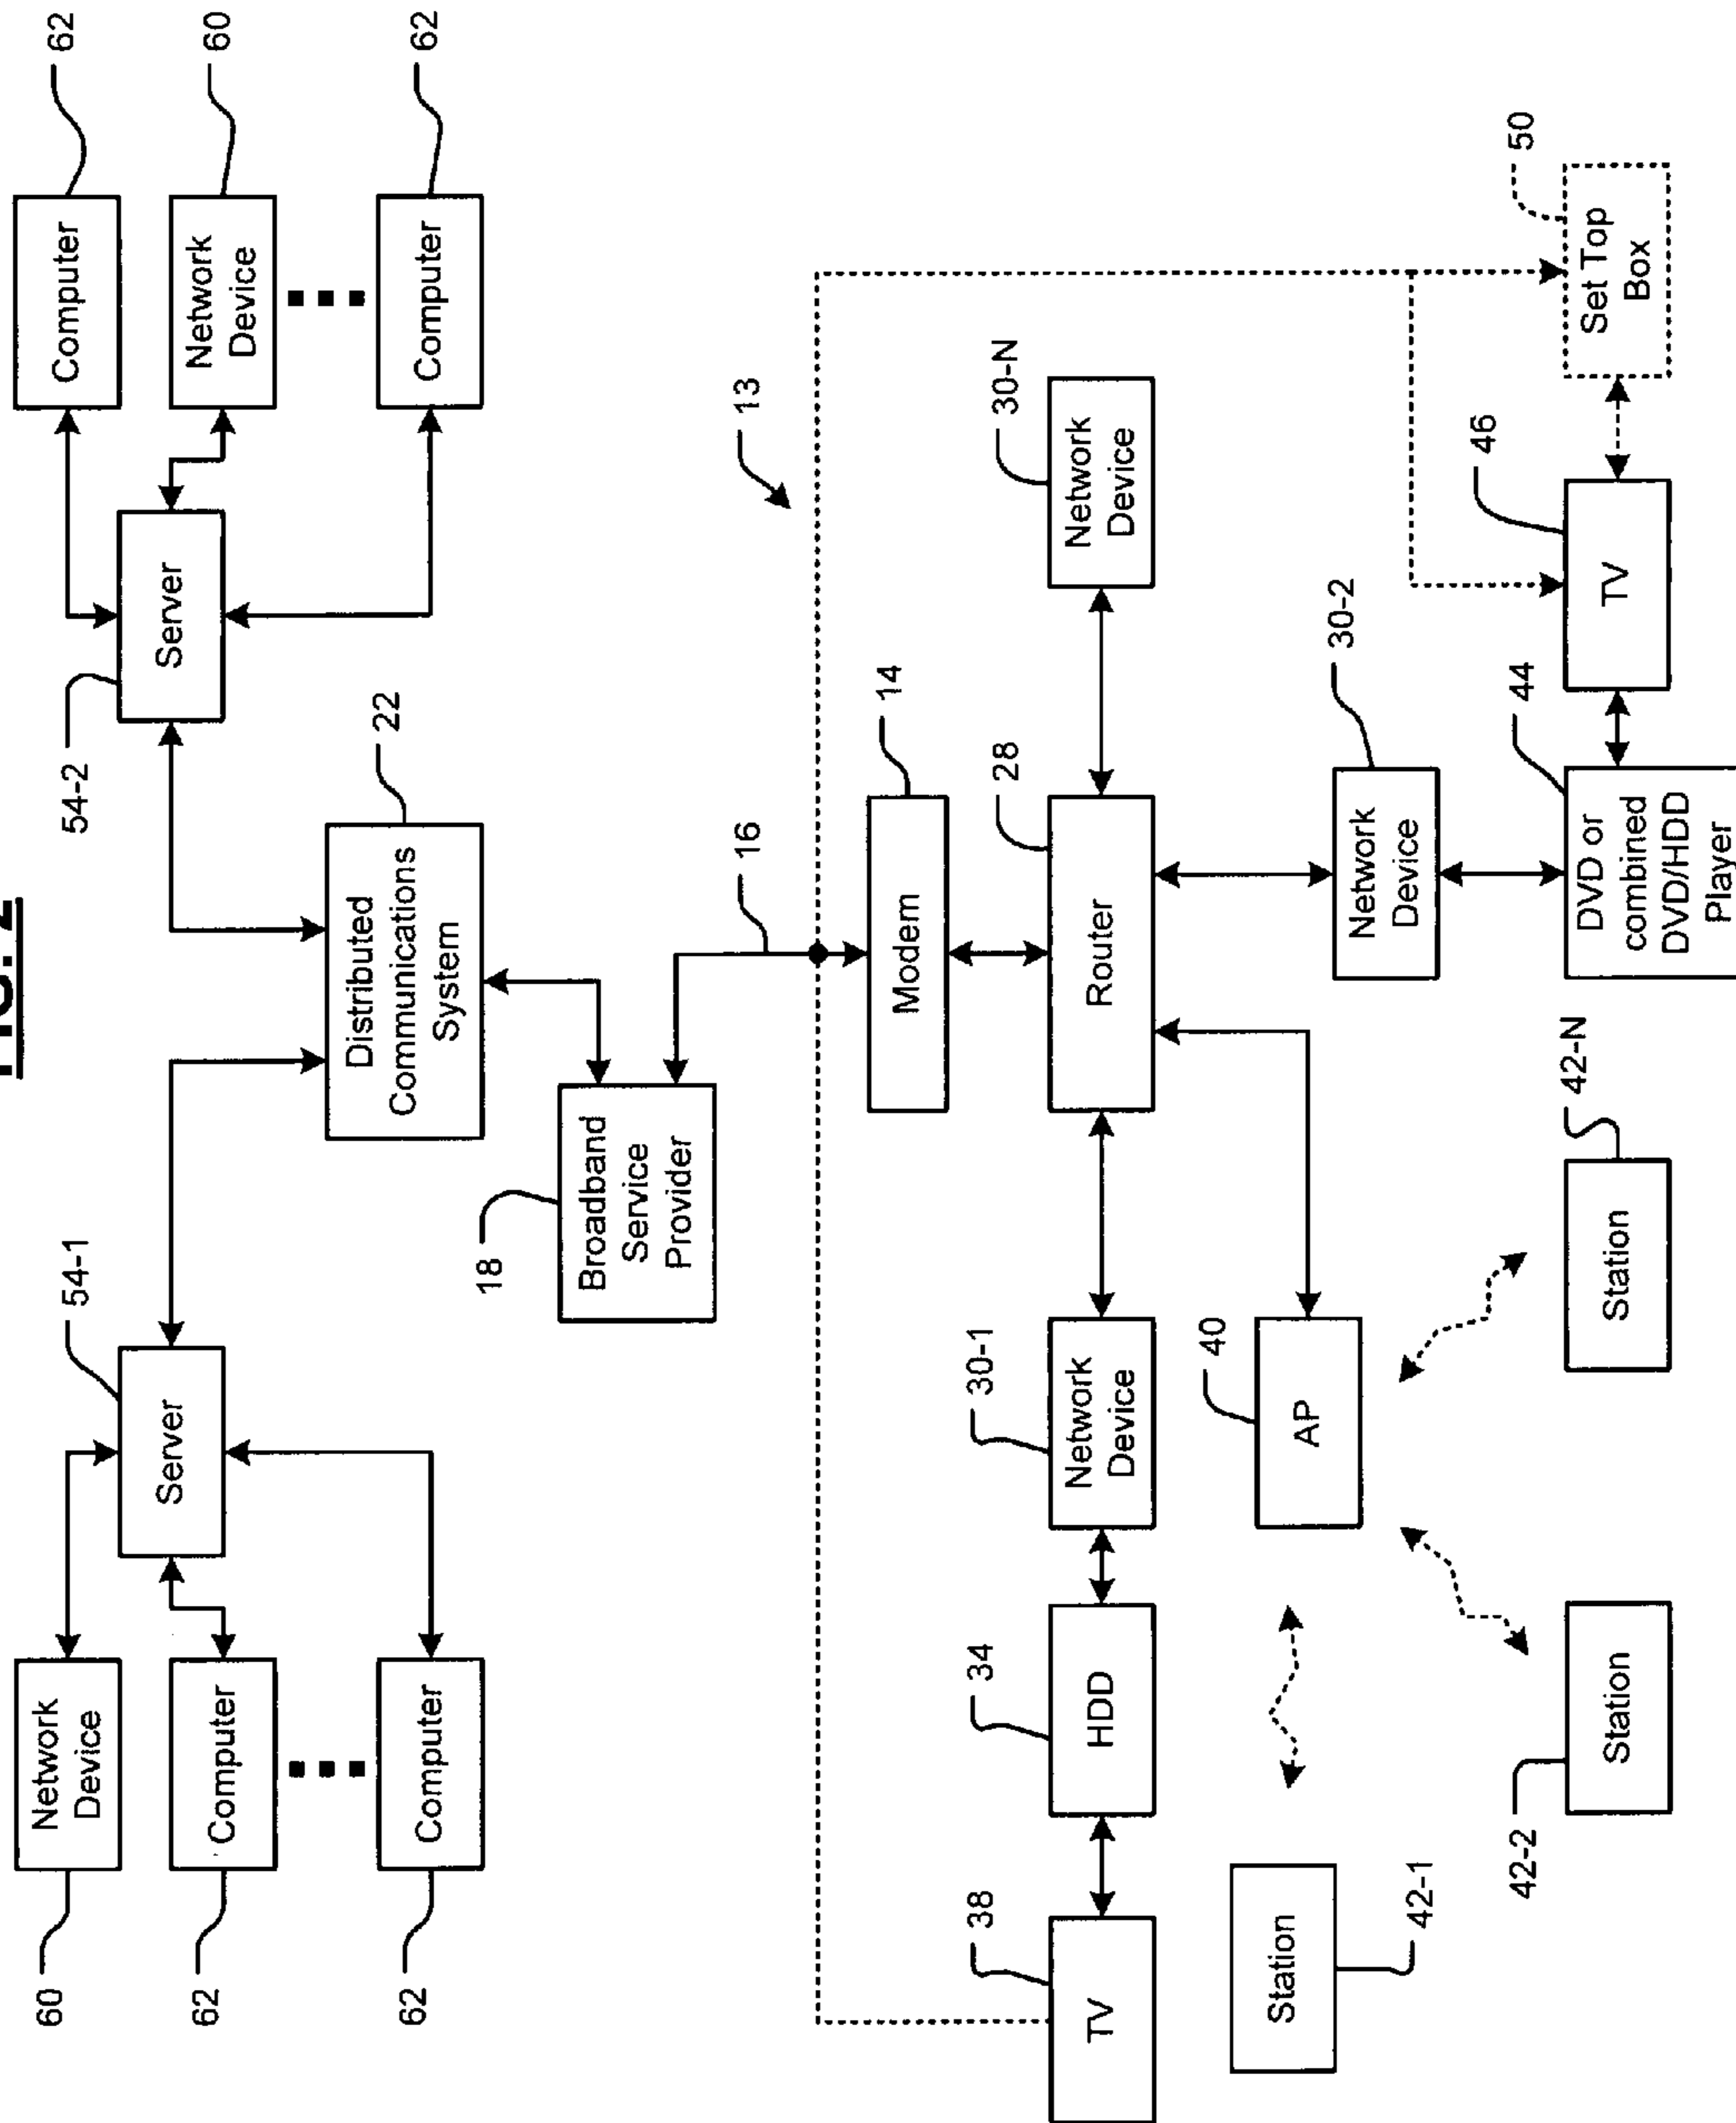 FIG. 2
60
Network
Device
62
Computer
62
Computer
54-1
Server
54-2
Server
Computer
62
Network
Device
60
Computer
62
Distributed
Communications
System
22
18
Broadband
Service
Provider
16
13
Modem
14
38
TV
34
HDD
30-1
Network
Device
Router
28
Network
Device
30-N
Station
42-1
40
AP
Network
Device
30-2
42-2
Station
Station
42-N
DVD or
combined
DVD/HDD
Player
44
TV
46
Set Top
Box
50